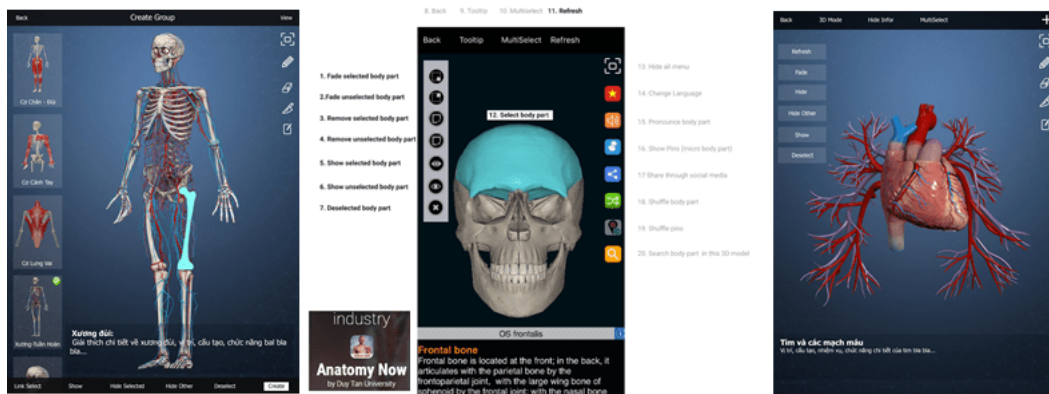 Back Create Group View
Cơ Chân - Đùi
Cơ Cánh Tay
Cơ Lưng Vai
Xương-Tuần Hoàn
Xương đùi:
Giải thích chi tiết về xương đùi, vị trí, cấu tạo, chức năng bal bla
bla...
Link Select Show Hide Selected Hide Other Deselect Create
8. Back 9. Tooltip 10. Multiselect 11. Refresh
Back Tooltip MultiSelect Refresh
1. Fade selected body part
2.Fade unselected body part
3. Remove selected body part
4. Remove unselected body part
5. Show selected body part
6. Show unselected body part
7. Deselected body part
12. Select body part
13. Hide all menu
14. Change Language
15. Pronounce body part
16. Show Pins (micro body part)
17 Share through social media
18. Shuffle body part
19. Shuffle pins
20. Search body part in this 3D model
industry
Anatomy Now
by Duy Tan University
OS frontalis
Frontal bone
Frontal bone is located at the front; in the back, it
articulates with the parietal bone by the
frontoparietal joint, with the large wing bone of
sphenoid by the frontal joint; with the nasal bone
Back 3D Mode Hide Infor MultiSelect
Refresh
Fade
Hide
Hide Other
Show
Deselect
Tim và các mạch máu
Vị trí, cấu tạo, nhiệm vụ, chức năng chi tiết của tim bla bla...